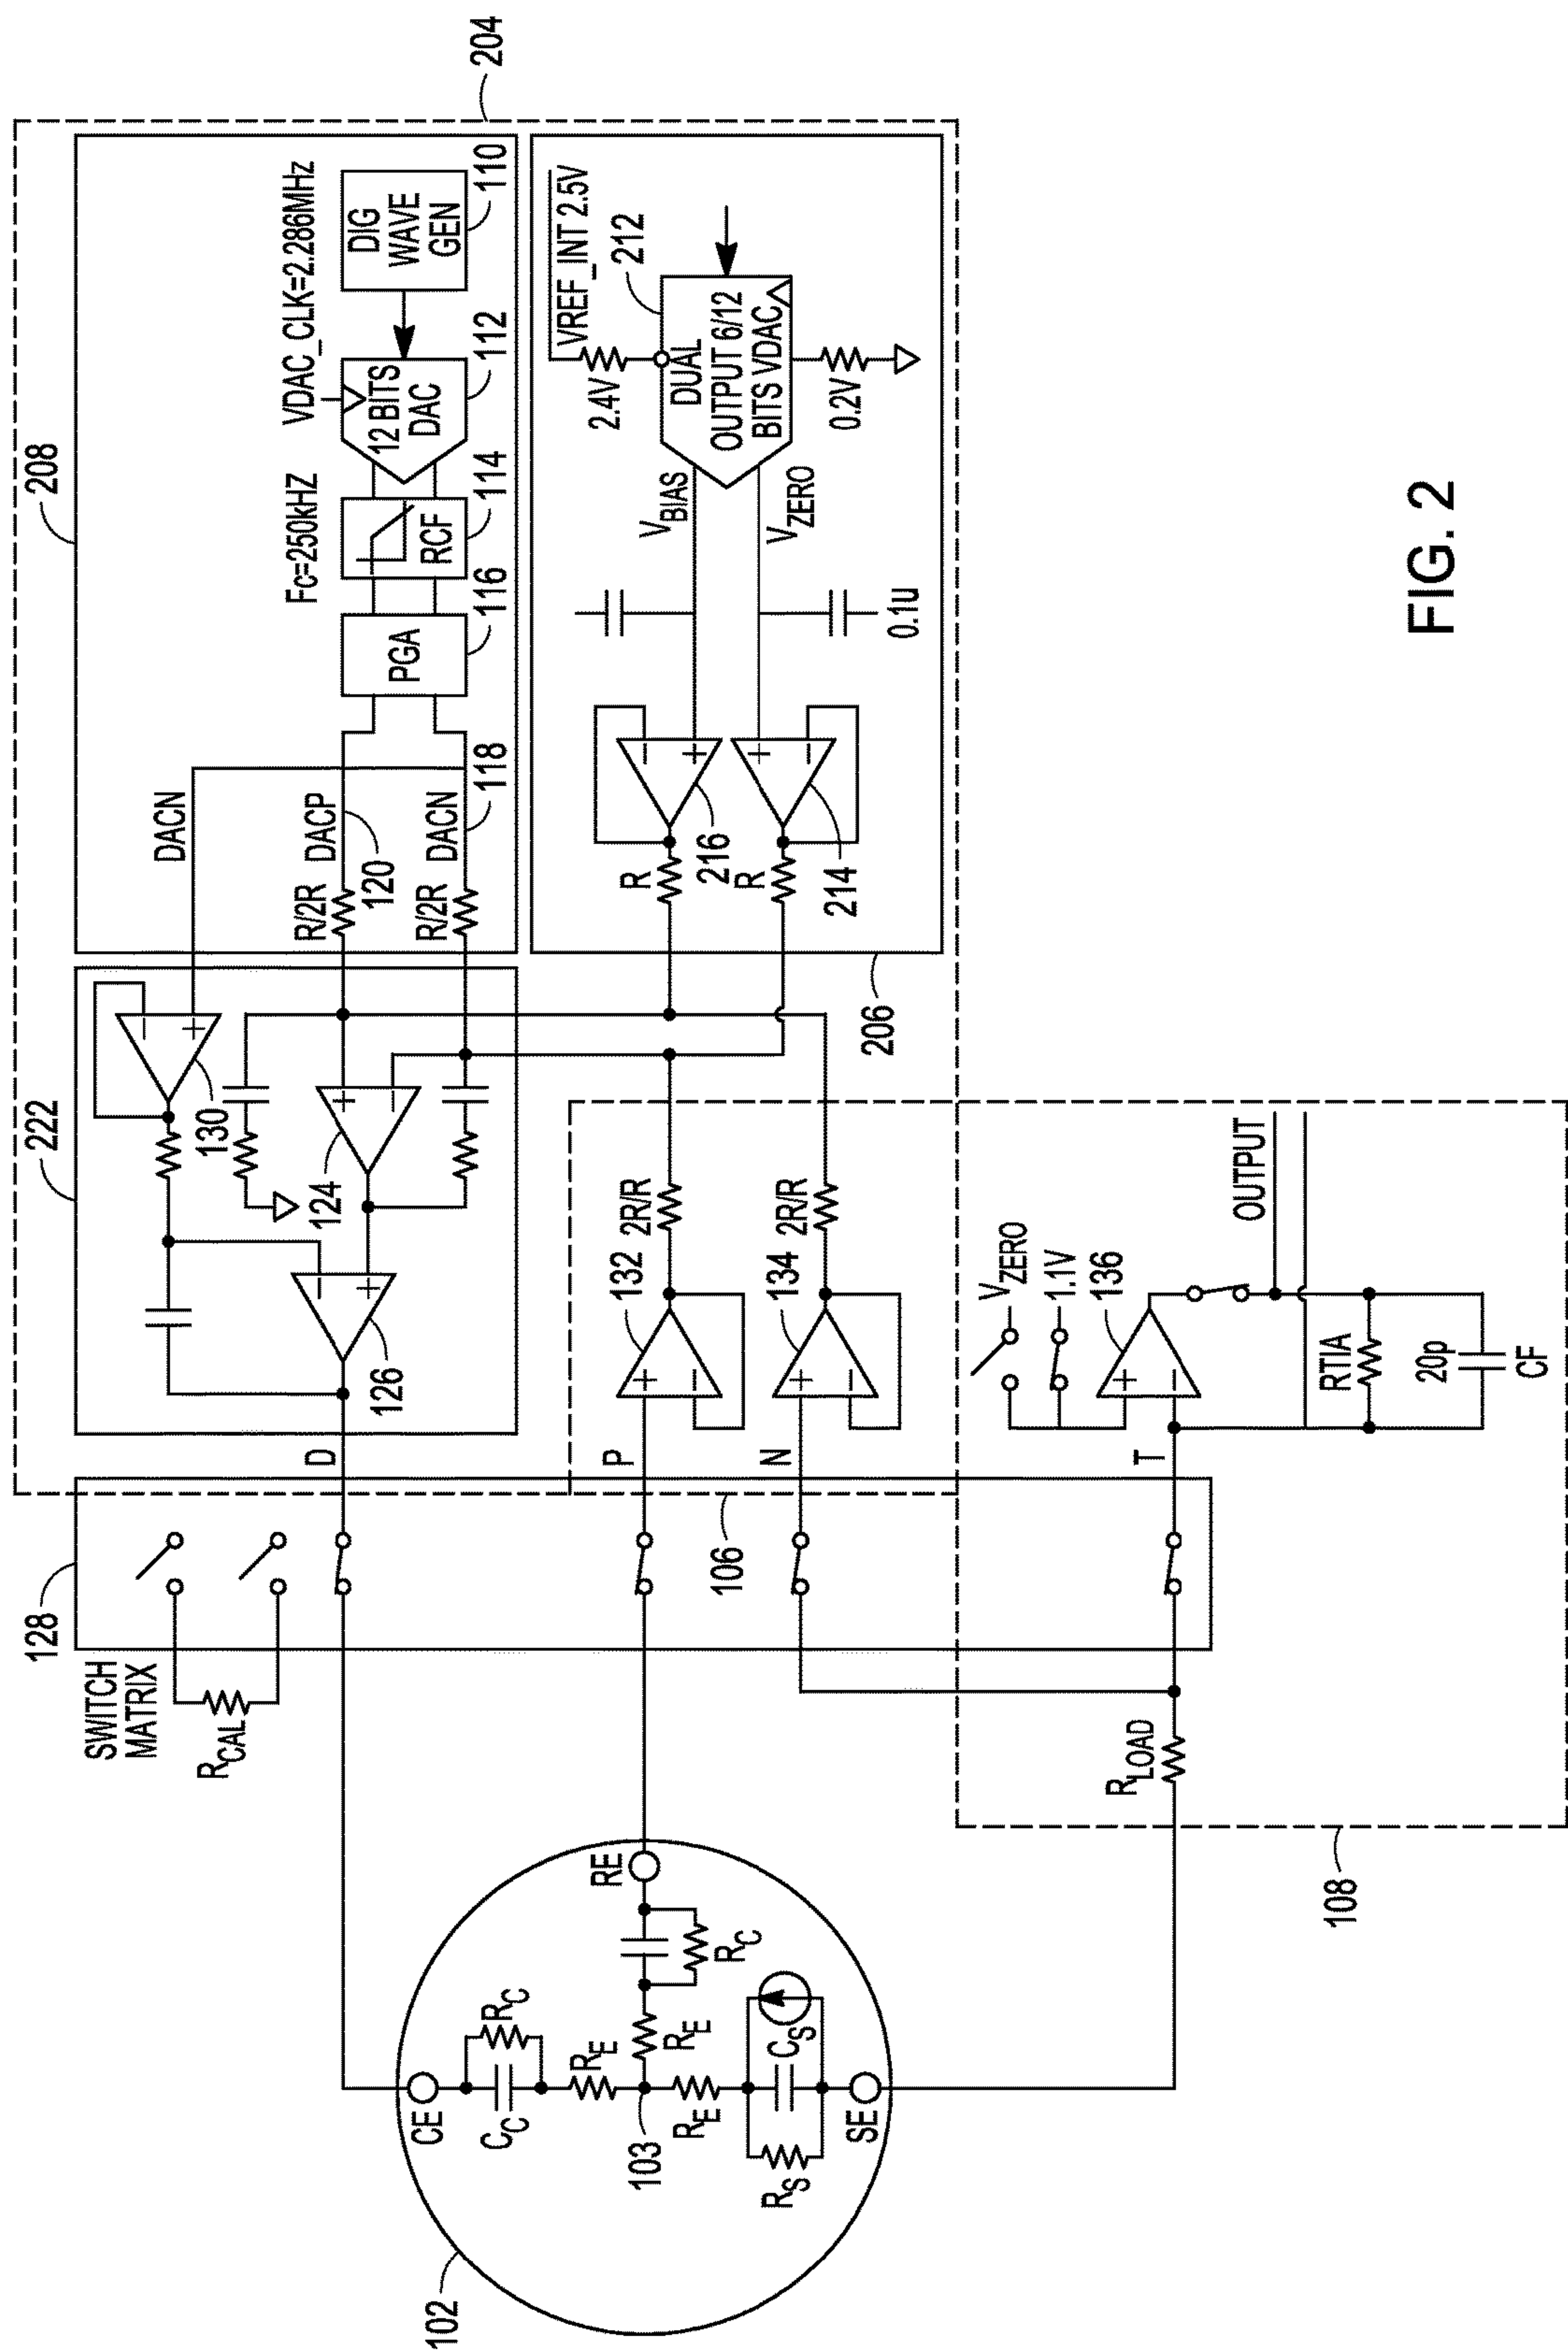 204
208
VDAC_CLK=2.286MHz
DIG
WAVE
GEN
110
12 BITS
DAC
112
Fc=250kHZ
RCF
114
PGA
116
DACN
DACP
120
DACN
118
R/2R
R/2R
VREF_INT 2.5V
212
2.4V
DUAL
OUTPUT 6/12
BITS VDAC
0.2V
VBIAS
VZERO
0.1u
216
214
R
R
206
222
130
124
126
D
132
2R/R
134
2R/R
P
N
106
VZERO
1.1V
136
OUTPUT
RTIA
20p
CF
T
128
SWITCH
MATRIX
RCAL
RLOAD
108
102
CE
CC
RC
RE
103
RE
RC
RE
RE
CS
RS
SE
FIG. 2